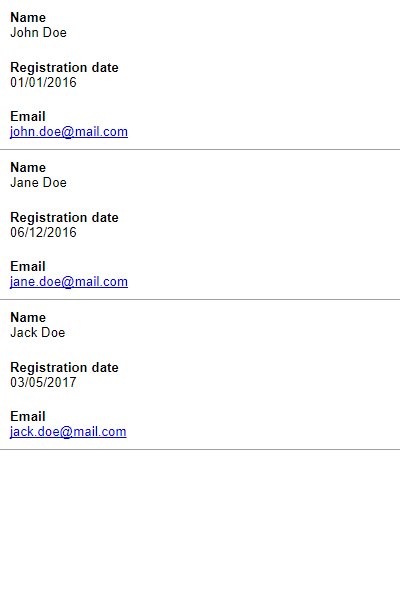 Name
John Doe
Registration date
01/01/2016
Email
john.doe@mail.com
Name
Jane Doe
Registration date
06/12/2016
Email
jane.doe@mail.com
Name
Jack Doe
Registration date
03/05/2017
Email
jack.doe@mail.com